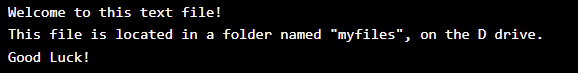 Welcome to this text file!
This file is located in a folder named "myfiles", on the D drive.
Good Luck!